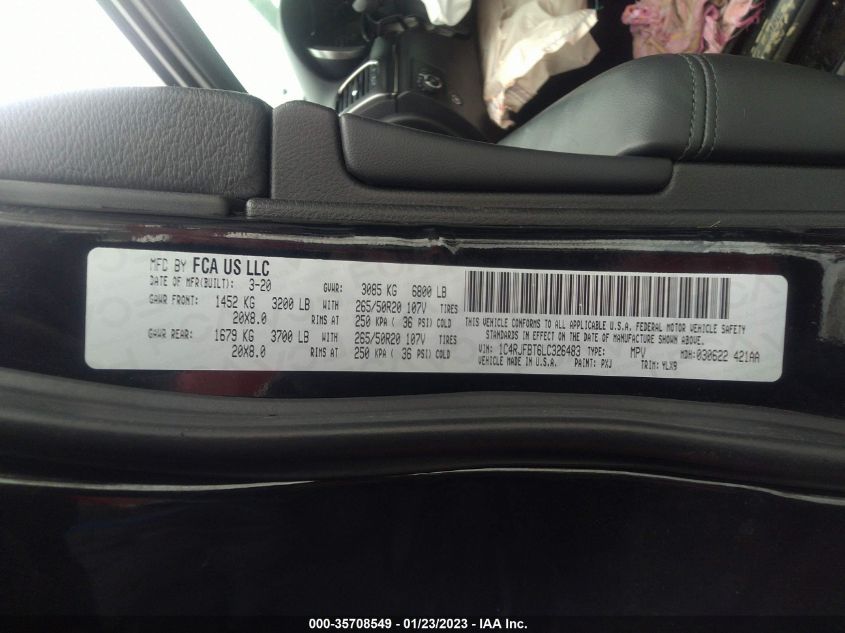 MFD BY FCA US LLC
DATE OF MFR(BUILT): 3-20 GVWR: 3085 KG 6800 LB
GAWR FRONT: 1452 KG 3200 LB WITH 265/50R20 107V TIRES
20X8.0 RIMS AT 250 KPA ( 36 PSI) COLD
GAWR REAR: 1679 KG 3700 LB WITH 265/50R20 107V TIRES
20X8.0 RIMS AT 250 KPA ( 36 PSI) COLD
THIS VEHICLE CONFORMS TO ALL APPLICABLE U.S.A. FEDERAL MOTOR VEHICLE SAFETY
STANDARDS IN EFFECT ON THE DATE OF MANUFACTURE SHOWN ABOVE.
VIN: 1C4RJFBT6LC326483 TYPE: MPV MDH: 030622 421AA
VEHICLE MADE IN U.S.A. PAINT: PXJ TRIM: YLX9
000-35708549 - 01/23/2023 - IAA Inc.